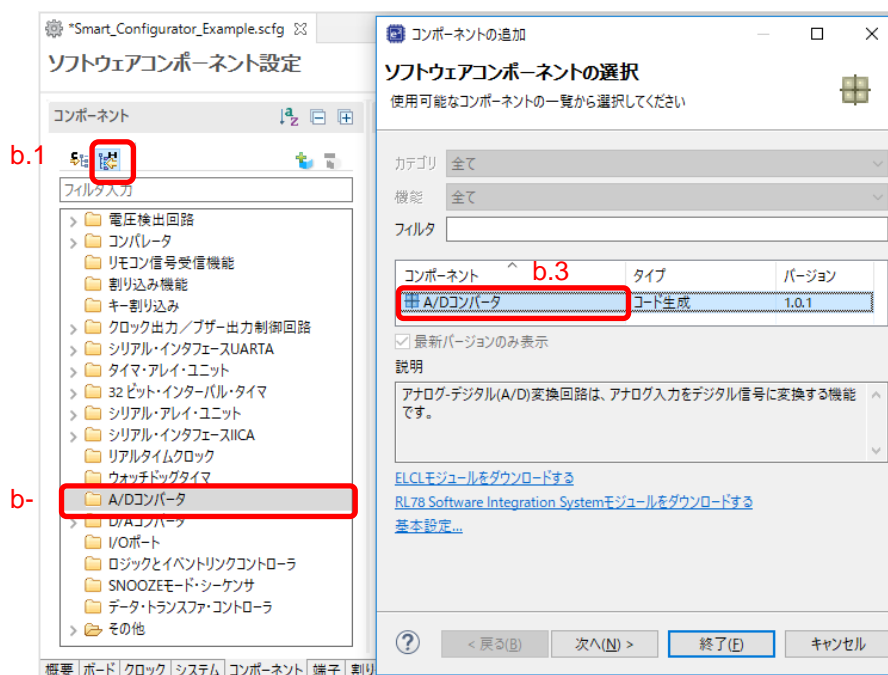 *Smart_Configurator_Example.scfg
ソフトウェアコンポーネント設定
コンポーネント
b.1
フィルタ入力
電圧検出回路
コンパレータ
リモコン信号受信機能
割り込み機能
キー割り込み
クロック出力／ブザー出力制御回路
シリアル・インタフェースUARTA
タイマ・アレイ・ユニット
32 ビット・インターバル・タイマ
シリアル・アレイ・ユニット
シリアル・インタフェースIICA
リアルタイムクロック
ウォッチドッグタイマ
b-
A/Dコンバータ
D/Aコンバータ
I/Oポート
ロジックとイベントリンクコントローラ
SNOOZEモード・シーケンサ
データ・トランスファ・コントローラ
その他
概要 ボード クロック システム コンポーネント 端子 割り
コンポーネントの追加
ソフトウェアコンポーネントの選択
使用可能なコンポーネントの一覧から選択してください
カテゴリ 全て
機能 全て
フィルタ
コンポーネント b.3 タイプ バージョン
A/Dコンバータ コード生成 1.0.1
最新バージョンのみ表示
説明
アナログ-デジタル(A/D)変換回路は、アナログ入力をデジタル信号に変換する機能
です。
ELCLモジュールをダウンロードする
RL78 Software Integration Systemモジュールをダウンロードする
基本設定...
< 戻る(B) 次へ(N) > 終了(F) キャンセル